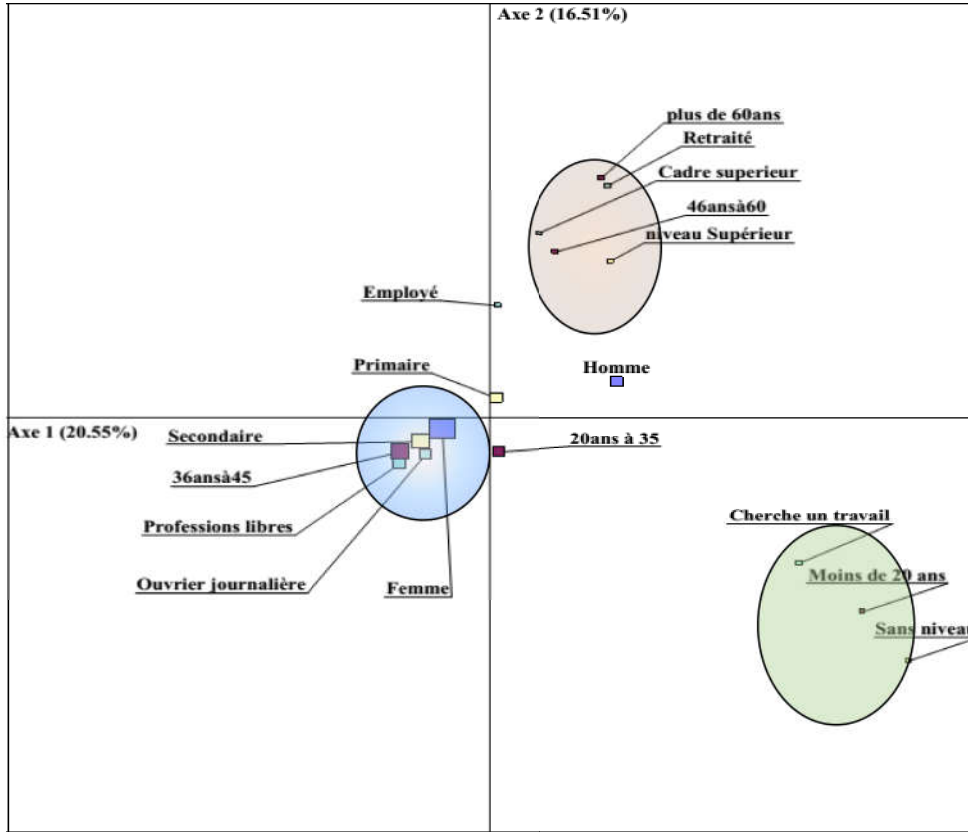 Axe 2 (16.51%)
plus de 60ans
Retraité
Cadre superieur
46ansà60
niveau Supérieur
Employé
Primaire
Homme
Axe 1 (20.55%)
Secondaire
20ans à 35
36ansà45
Professions libres
Cherche un travail
Ouvrier journalière
Femme
Moins de 20 ans
Sans niveau